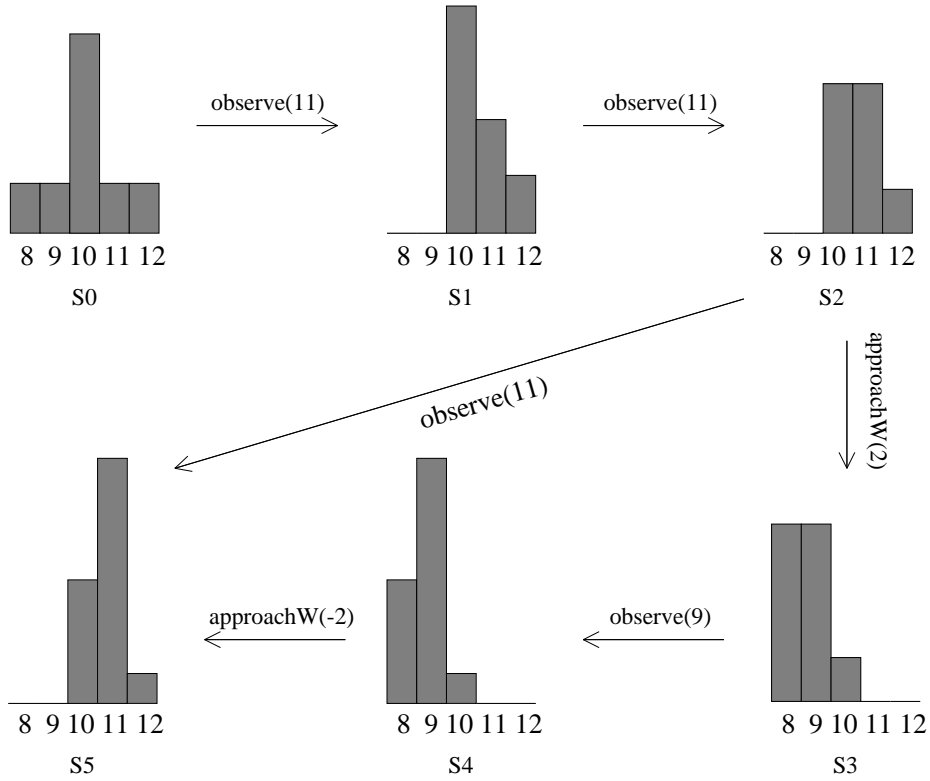 observe(11)
observe(11)
8 9 10 11 12
8 9 10 11 12
8 9 10 11 12
S0
S1
S2
observe(11)
approachW(2)
approachW(-2)
observe(9)
8 9 10 11 12
8 9 10 11 12
8 9 10 11 12
S5
S4
S3